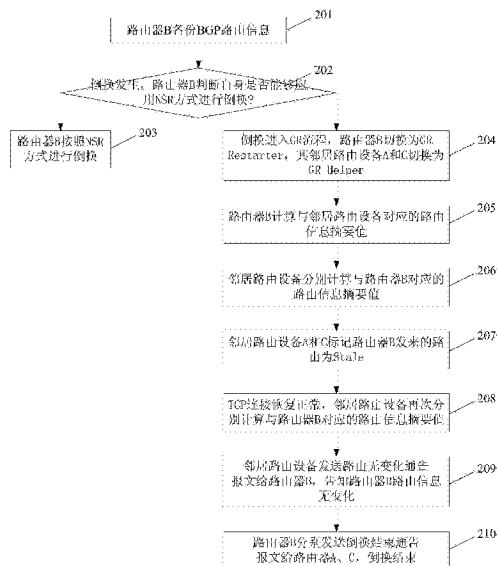 路由器B备份BGP路由信息
201
倒换发生，路由器B判断自身是否能够应
用NSR方式进行倒换？
202
路由器B按照NSR
方式进行倒换
203
倒换进入GR流程，路由器B切换为GR
Restarter，其邻居路由设备A和C切换为
GR Helper
204
路由器B计算与邻居路由设备对应的路由
信息摘要值
205
邻居路由设备分别计算与路由器B对应的
路由信息摘要值
206
邻居路由设备A和C标记路由器B发来的路
由为Stale
207
TCP连接恢复正常，邻居路由设备再次分
别计算与路由器B对应的路由信息摘要值
208
邻居路由设备发送路由无变化通告
报文给路由器B，告知路由器B路由信息
无变化
209
路由器B分别发送倒换结束通告
报文给路由器A、C，倒换结束
210